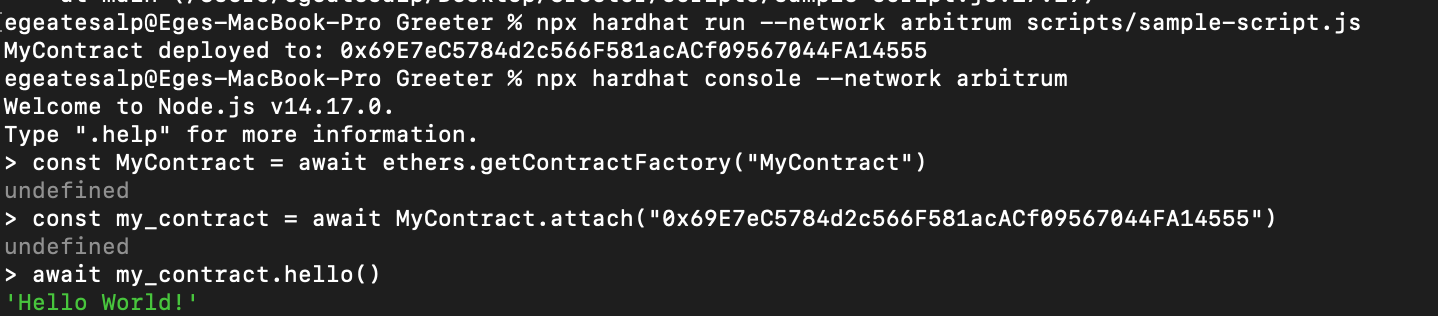 egeatesalp@Eges-MacBook-Pro Greeter % npx hardhat run --network arbitrum scripts/sample-script.js
MyContract deployed to: 0x69E7eC5784d2c566F581acACf09567044FA14555
egeatesalp@Eges-MacBook-Pro Greeter % npx hardhat console --network arbitrum
Welcome to Node.js v14.17.0.
Type ".help" for more information.
> const MyContract = await ethers.getContractFactory("MyContract")
undefined
> const my_contract = await MyContract.attach("0x69E7eC5784d2c566F581acACf09567044FA14555")
undefined
> await my_contract.hello()
'Hello World!'